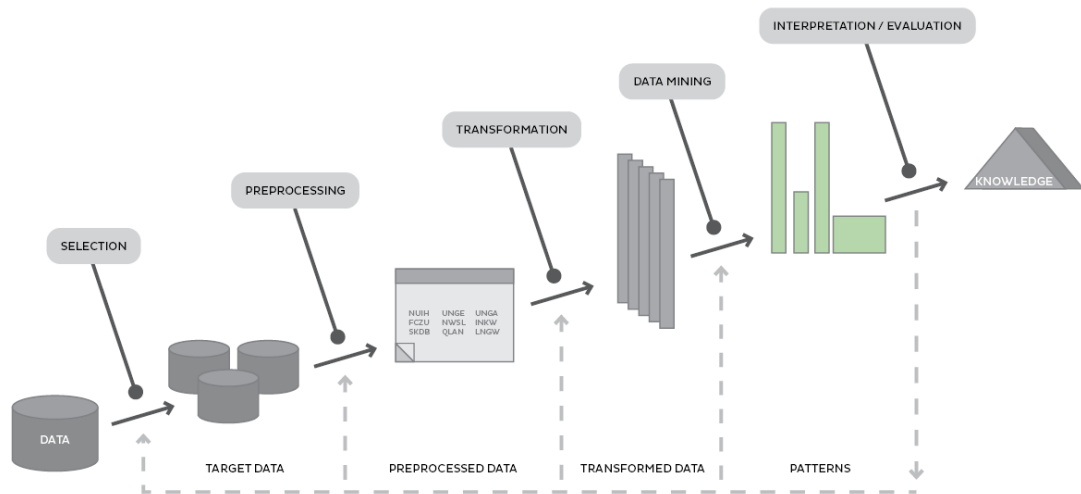 INTERPRETATION / EVALUATION
DATA MINING
TRANSFORMATION
PREPROCESSING
SELECTION
KNOWLEDGE
NUIH UNGE UNGA
FCZU NWSL INKW
SKDB QLAN LNGW
DATA
TARGET DATA
PREPROCESSED DATA
TRANSFORMED DATA
PATTERNS